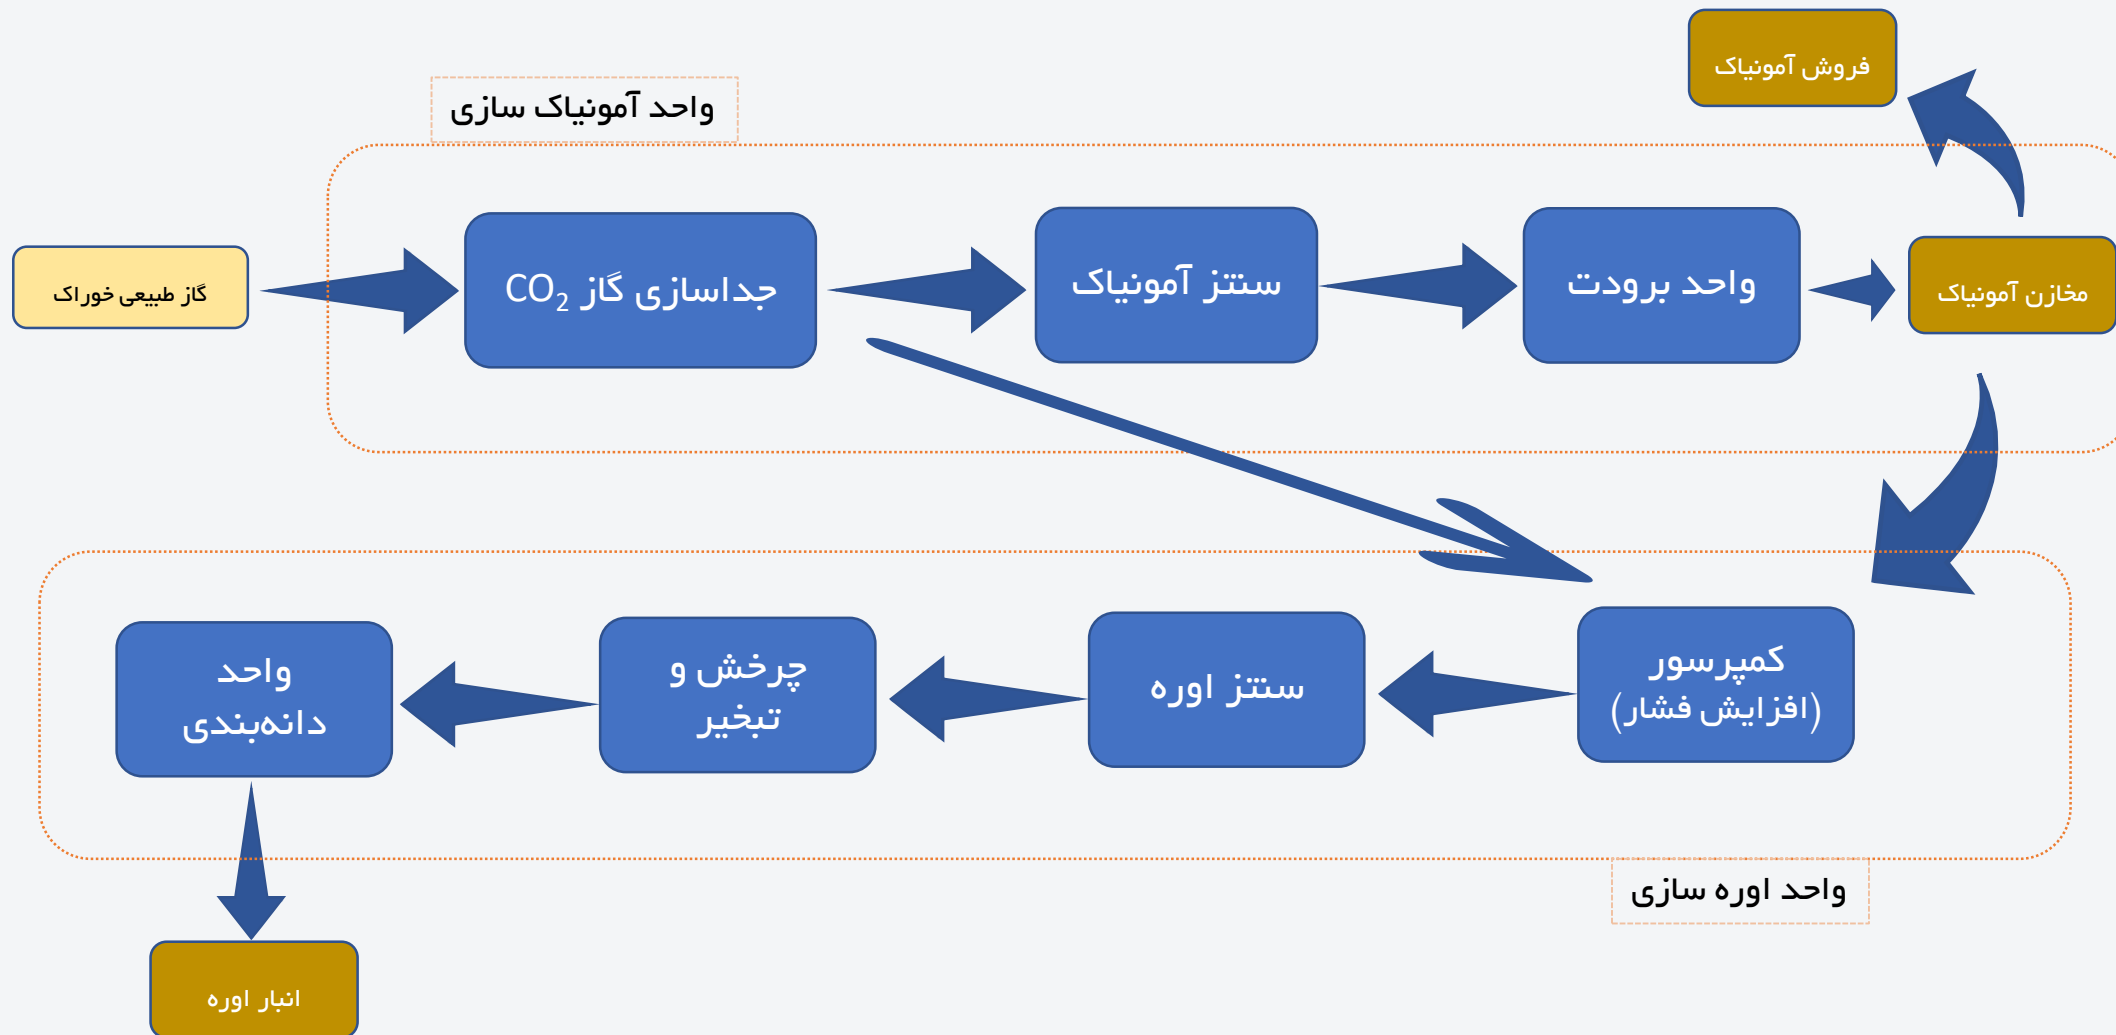 فروش آمونیاک
واحد آمونیاک سازی
گاز طبیعی خوراک
جداسازی گاز CO₂
سنتز آمونیاک
واحد برودت
مخازن آمونیاک
کمپرسور
(افزایش فشار)
سنتز اوره
چرخش و
تبخیر
واحد
دانه‌بندی
واحد اوره سازی
انبار اوره